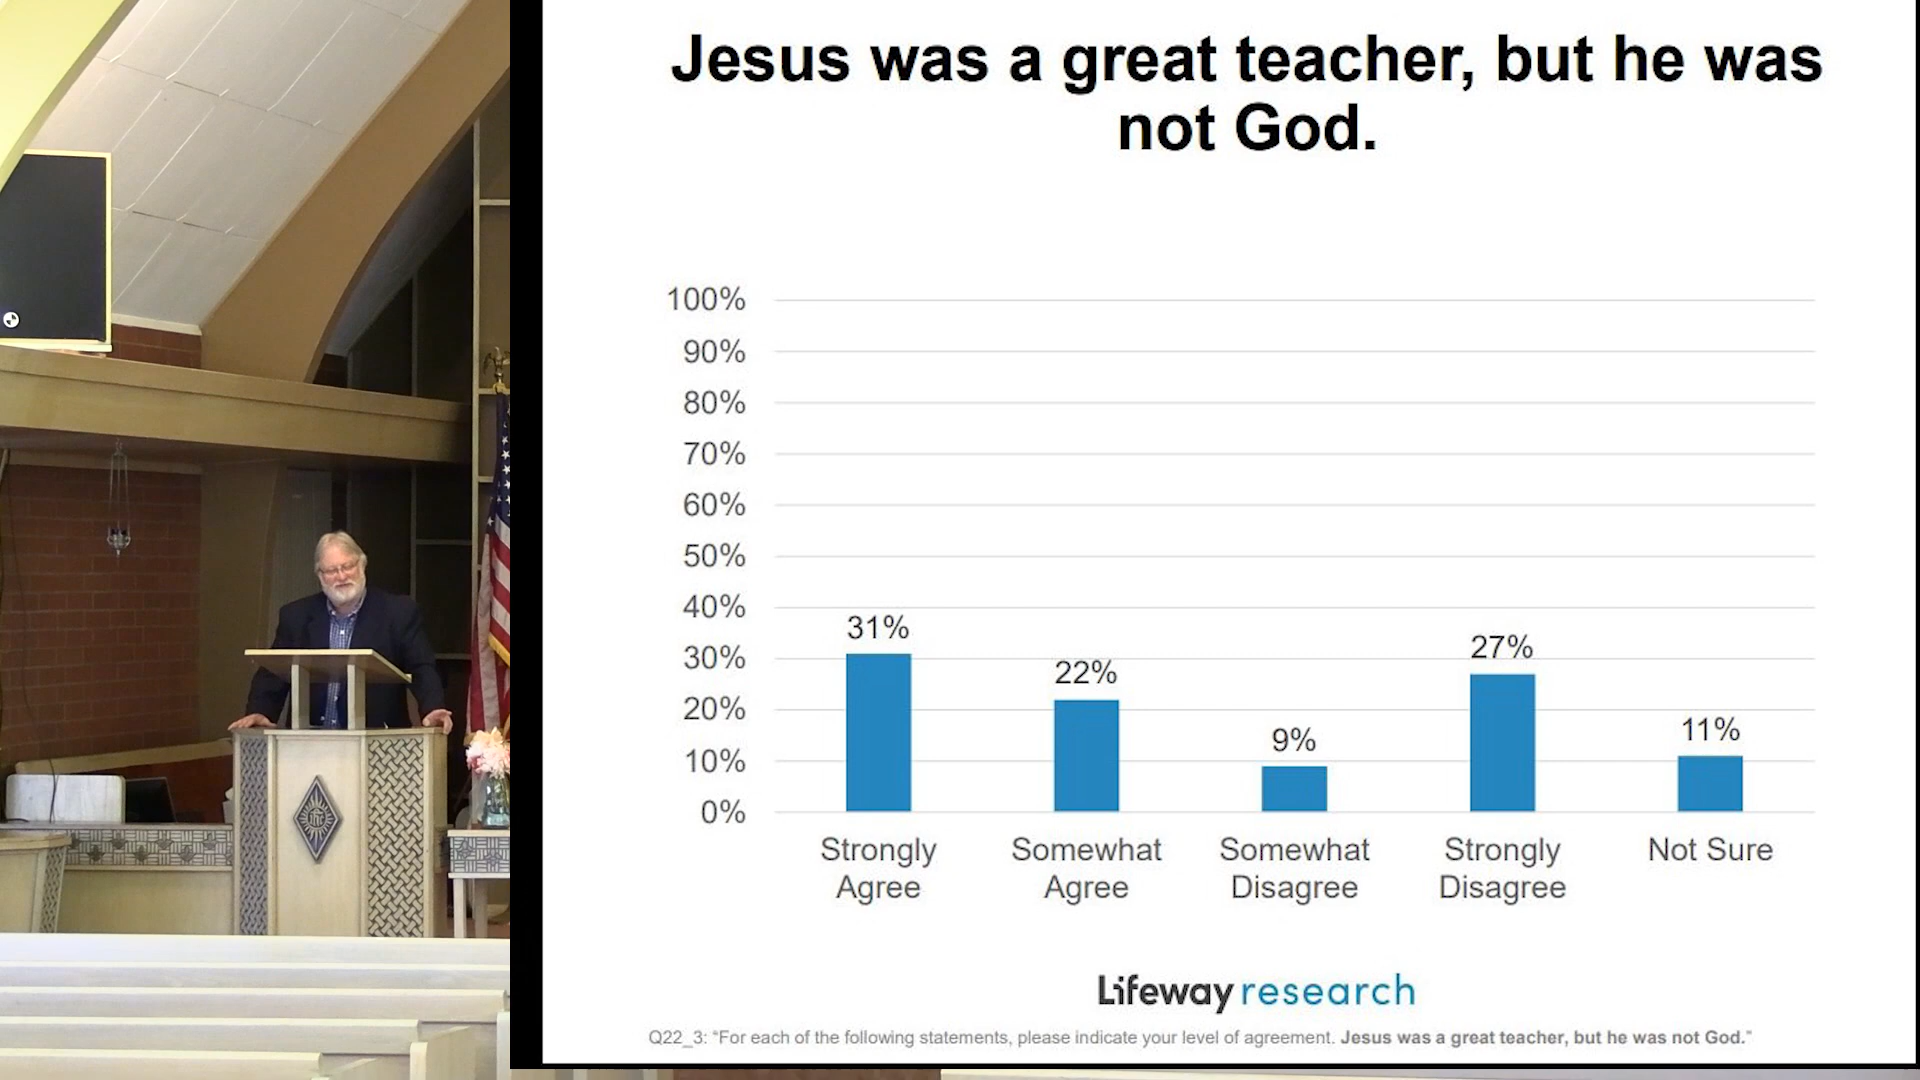 Jesus was a great teacher, but he was
not God.
100%
90%
80%
70%
60%
50%
40%
30%
20%
10%
0%
31%
22%
9%
27%
11%
Strongly
Agree
Somewhat
Agree
Somewhat
Disagree
Strongly
Disagree
Not Sure
Lifeway research
Q22_3: “For each of the following statements, please indicate your level of agreement. Jesus was a great teacher, but he was not God.”